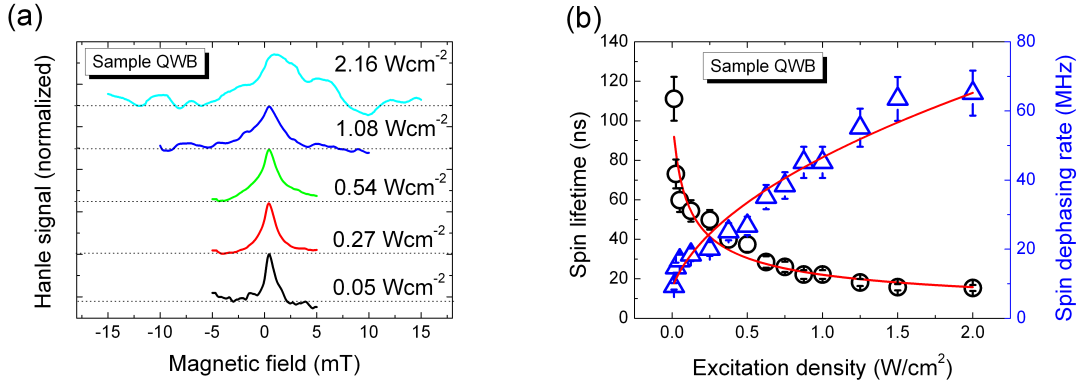 (a)
Hanle signal (normalized)
Sample QWB
2.16 Wcm⁻²
1.08 Wcm⁻²
0.54 Wcm⁻²
0.27 Wcm⁻²
0.05 Wcm⁻²
-15 -10 -5 0 5 10 15
Magnetic field (mT)
(b)
Sample QWB
Spin lifetime (ns)
140
120
100
80
60
40
20
0
Spin dephasing rate (MHz)
80
60
40
20
0
0.0 0.5 1.0 1.5 2.0
Excitation density (W/cm²)